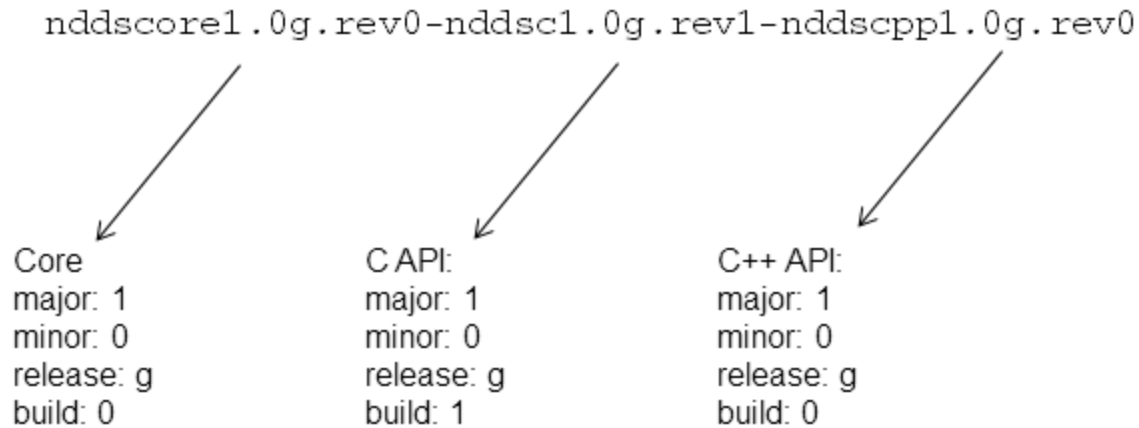 nddscore1.0g.rev0-nddsc1.0g.rev1-nddscpp1.0g.rev0
Core
major: 1
minor: 0
release: g
build: 0
C API:
major: 1
minor: 0
release: g
build: 1
C++ API:
major: 1
minor: 0
release: g
build: 0